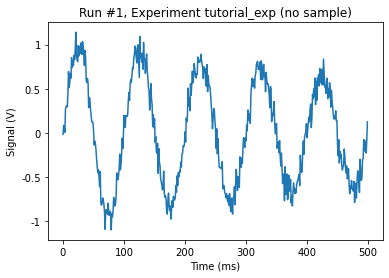 Run #1, Experiment tutorial_exp (no sample)
Signal (V)
1
0.5
0
-0.5
-1
0 100 200 300 400 500
Time (ms)